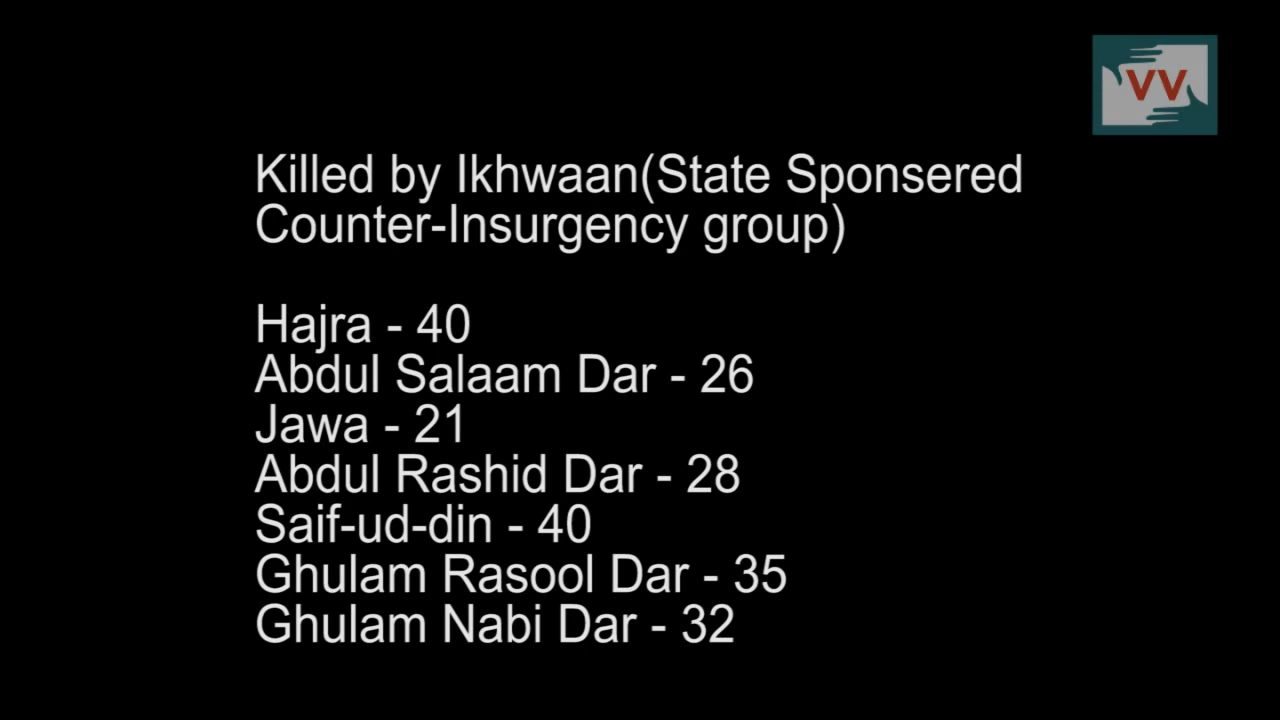 VV
Killed by Ikhwaan(State Sponsered
Counter-Insurgency group)
Hajra - 40
Abdul Salaam Dar - 26
Jawa - 21
Abdul Rashid Dar - 28
Saif-ud-din - 40
Ghulam Rasool Dar - 35
Ghulam Nabi Dar - 32